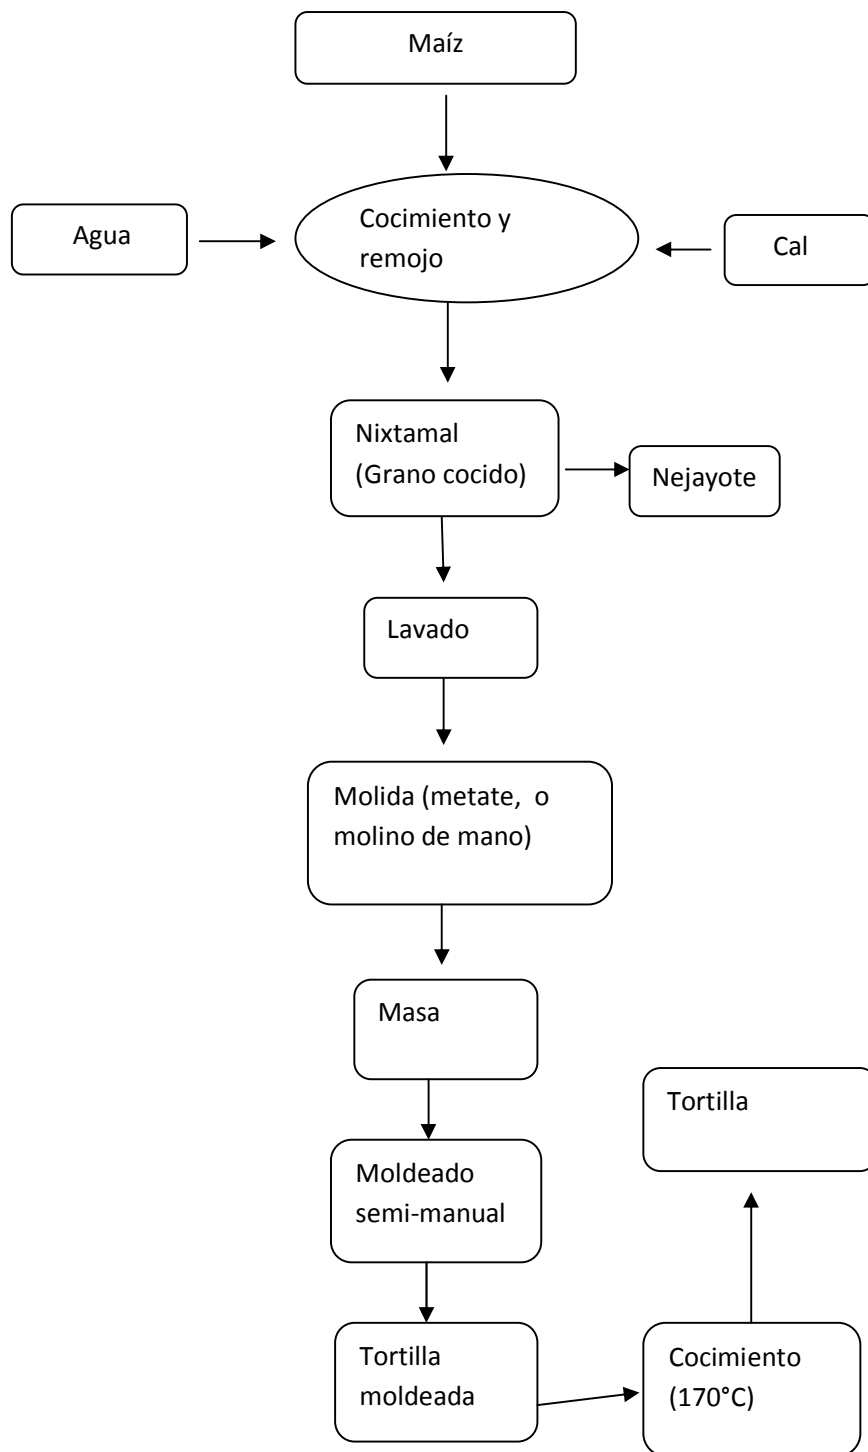 Maíz
Agua
Cocimiento y
remojo
Cal
Nixtamal
(Grano cocido)
Nejayote
Lavado
Molida (metate,  o
molino de mano)
Masa
Tortilla
Moldeado
semi-manual
Tortilla
moldeada
Cocimiento
(170°C)